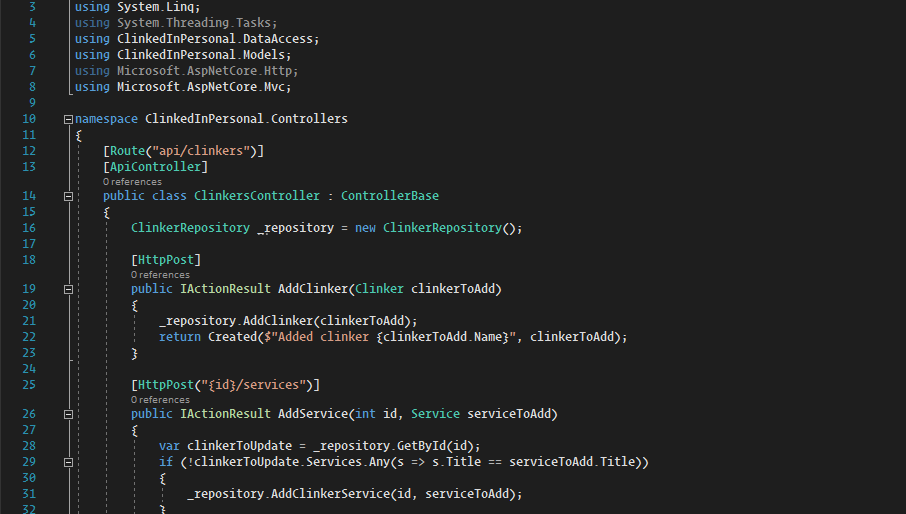 3 using System.Linq;
4 using System.Threading.Tasks;
5 using ClinkedInPersonal.DataAccess;
6 using ClinkedInPersonal.Models;
7 using Microsoft.AspNetCore.Http;
8 using Microsoft.AspNetCore.Mvc;
9
10 namespace ClinkedInPersonal.Controllers
11 {
12 [Route("api/clinkers")]
13 [ApiController]
0 references
14 public class ClinkersController : ControllerBase
15 {
16 ClinkerRepository _repository = new ClinkerRepository();
17
18 [HttpPost]
0 references
19 public IActionResult AddClinker(Clinker clinkerToAdd)
20 {
21 _repository.AddClinker(clinkerToAdd);
22 return Created($"Added clinker {clinkerToAdd.Name}", clinkerToAdd);
23 }
24
25 [HttpPost("{id}/services")]
0 references
26 public IActionResult AddService(int id, Service serviceToAdd)
27 {
28 var clinkerToUpdate = _repository.GetById(id);
29 if (!clinkerToUpdate.Services.Any(s => s.Title == serviceToAdd.Title))
30 {
31 _repository.AddClinkerService(id, serviceToAdd);
32 }